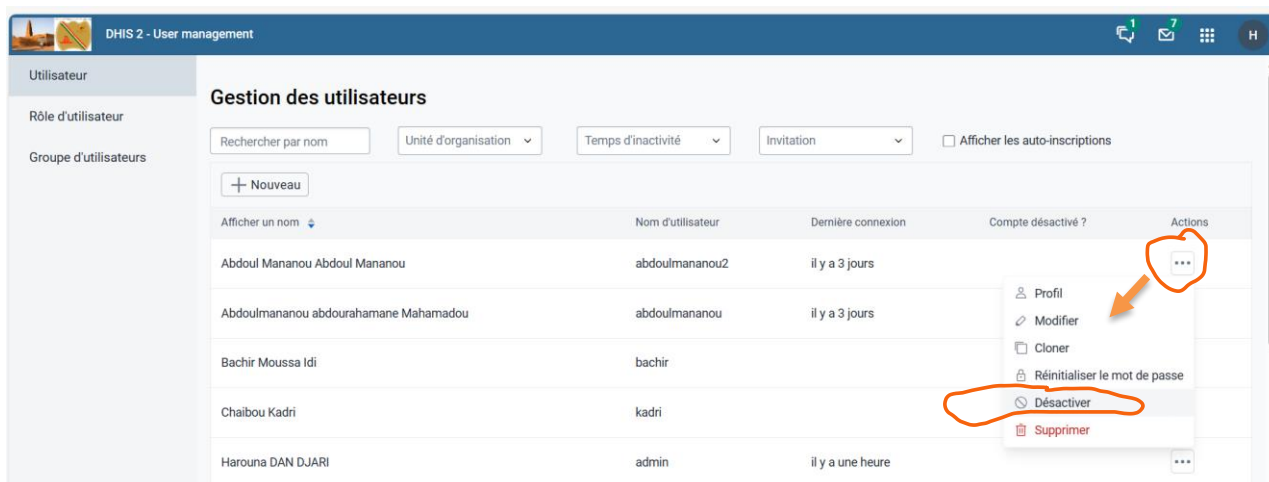 DHIS 2 - User management
1
7
H
Utilisateur
Rôle d'utilisateur
Groupe d'utilisateurs
Gestion des utilisateurs
Rechercher par nom
Unité d'organisation
Temps d'inactivité
Invitation
Afficher les auto-inscriptions
Nouveau
Afficher un nom Nom d'utilisateur Dernière connexion Compte désactivé ? Actions
Abdoul Mananou Abdoul Mananou abdoulmananou2 il y a 3 jours
Abdoulmananou abdourahamane Mahamadou abdoulmananou il y a 3 jours
Bachir Moussa Idi bachir
Chaibou Kadri kadri
Harouna DAN DJARI admin il y a une heure
Profil
Modifier
Cloner
Réinitialiser le mot de passe
Désactiver
Supprimer